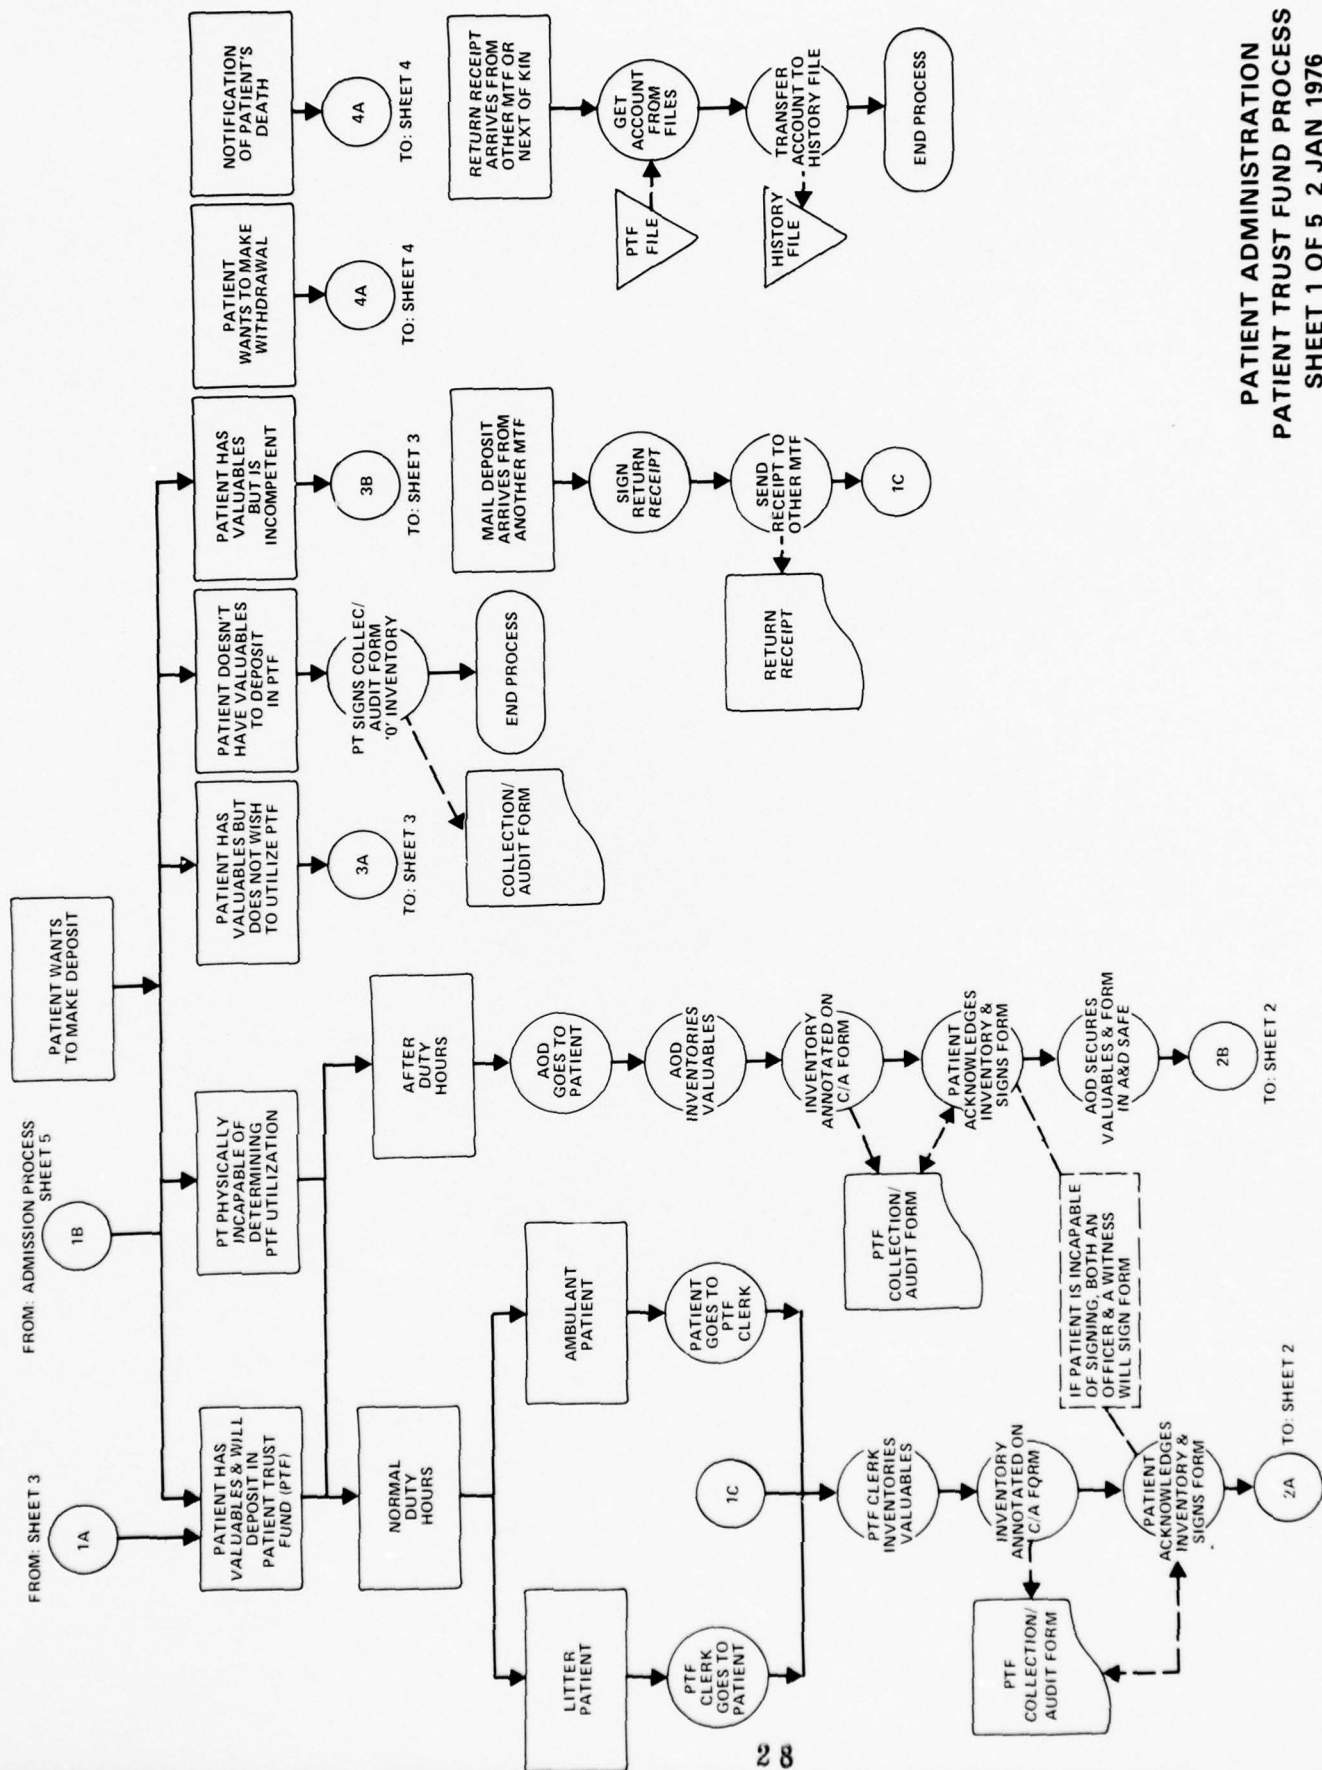 FROM: SHEET 3
1A
FROM: ADMISSION PROCESS
SHEET 5
1B
PATIENT WANTS
TO MAKE DEPOSIT
PATIENT HAS
VALUABLES & WILL
DEPOSIT IN
PATIENT TRUST
FUND (PTF)
PT PHYSICALLY
INCAPABLE OF
DETERMINING
PTF UTILIZATION
PATIENT HAS
VALUABLES BUT
DOES NOT WISH
TO UTILIZE PTF
PATIENT DOESN'T
HAVE VALUABLES
TO DEPOSIT
IN PTF
PATIENT HAS
VALUABLES
BUT IS
INCOMPETENT
PATIENT
WANTS TO MAKE
WITHDRAWAL
NOTIFICATION
OF PATIENT'S
DEATH
3A
TO: SHEET 3
PT SIGNS COLLEC/
AUDIT FORM
'0' INVENTORY
3B
TO: SHEET 3
4A
TO: SHEET 4
4A
TO: SHEET 4
NORMAL
DUTY
HOURS
AFTER
DUTY
HOURS
COLLECTION/
AUDIT FORM
END PROCESS
MAIL DEPOSIT
ARRIVES FROM
ANOTHER MTF
RETURN RECEIPT
ARRIVES FROM
OTHER MTF OR
NEXT OF KIN
LITTER
PATIENT
AMBULANT
PATIENT
AOD
GOES TO
PATIENT
SIGN
RETURN
RECEIPT
PTF
FILE
GET
ACCOUNT
FROM
FILES
PTF
CLERK
GOES TO
PATIENT
1C
PATIENT
GOES TO
PTF
CLERK
AOD
INVENTORIES
VALUABLES
RETURN
RECEIPT
SEND
RECEIPT TO
OTHER MTF
HISTORY
FILE
TRANSFER
ACCOUNT TO
HISTORY FILE
PTF CLERK
INVENTORIES
VALUABLES
PTF
COLLECTION/
AUDIT FORM
INVENTORY
ANNOTATED ON
C/A FORM
1C
END PROCESS
PTF
COLLECTION/
AUDIT FORM
INVENTORY
ANNOTATED ON
C/A FORM
PATIENT
ACKNOWLEDGES
INVENTORY &
SIGNS FORM
IF PATIENT IS INCAPABLE
OF SIGNING, BOTH AN
OFFICER & A WITNESS
WILL SIGN FORM
AOD SECURES
VALUABLES & FORM
IN A&D SAFE
PATIENT
ACKNOWLEDGES
INVENTORY &
SIGNS FORM
2B
TO: SHEET 2
2A
TO: SHEET 2
PATIENT ADMINISTRATION
PATIENT TRUST FUND PROCESS
SHEET 1 OF 5 2 JAN 1976
28